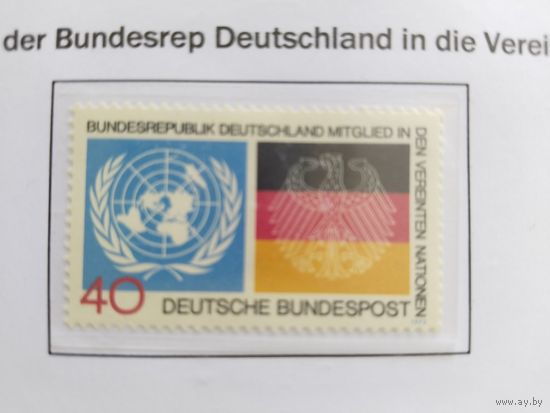 der Bundesrep Deutschland in die Verei
BUNDESREPUBLIK DEUTSCHLAND MITGLIED IN
DEN VEREINTEN NATIONEN
40
DEUTSCHE BUNDESPOST
www.ay.by